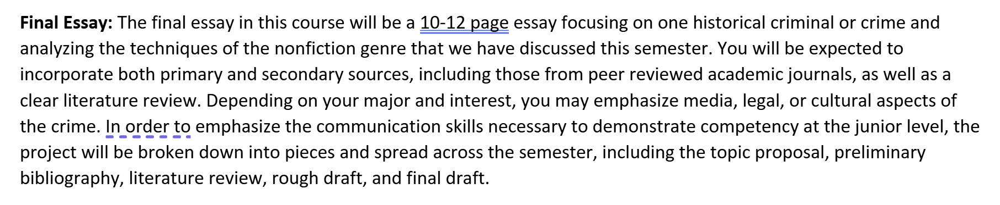 Final Essay: The final essay in this course will be a 10-12 page essay focusing on one historical criminal or crime and
analyzing the techniques of the nonfiction genre that we have discussed this semester. You will be expected to
incorporate both primary and secondary sources, including those from peer reviewed academic journals, as well as a
clear literature review. Depending on your major and interest, you may emphasize media, legal, or cultural aspects of
the crime. In order to emphasize the communication skills necessary to demonstrate competency at the junior level, the
project will be broken down into pieces and spread across the semester, including the topic proposal, preliminary
bibliography, literature review, rough draft, and final draft.